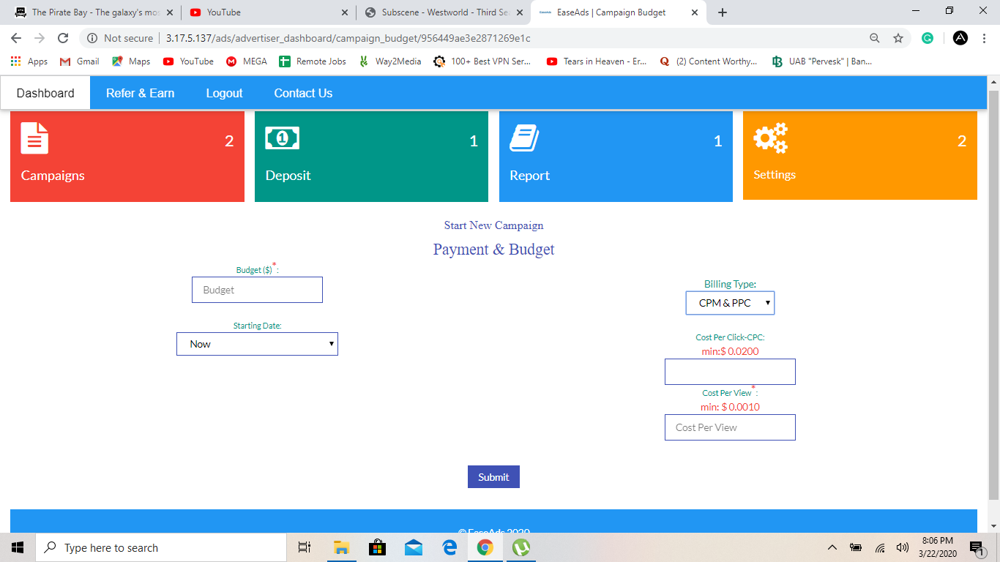 The Pirate Bay - The galaxy's mos
YouTube
Subscene - Westworld - Third Se
EaseAds | Campaign Budget
Not secure | 3.17.5.137/ads/advertiser_dashboard/campaign_budget/956449ae3e2871269e1c
Apps
Gmail
Maps
YouTube
MEGA
Remote Jobs
Way2Media
100+ Best VPN Ser...
Tears in Heaven - Er...
(2) Content Worthy...
UAB "Pervesk" | Ban...
Dashboard
Refer & Earn
Logout
Contact Us
2
Campaigns
1
Deposit
1
Report
2
Settings
Start New Campaign
Payment & Budget
Budget ($)*:
Budget
Starting Date:
Now
Billing Type:
CPM & PPC
Cost Per Click-CPC:
min:$ 0.0200
Cost Per View*:
min: $ 0.0010
Cost Per View
Submit
© EaseAds 2020
Type here to search
8:06 PM
3/22/2020
1